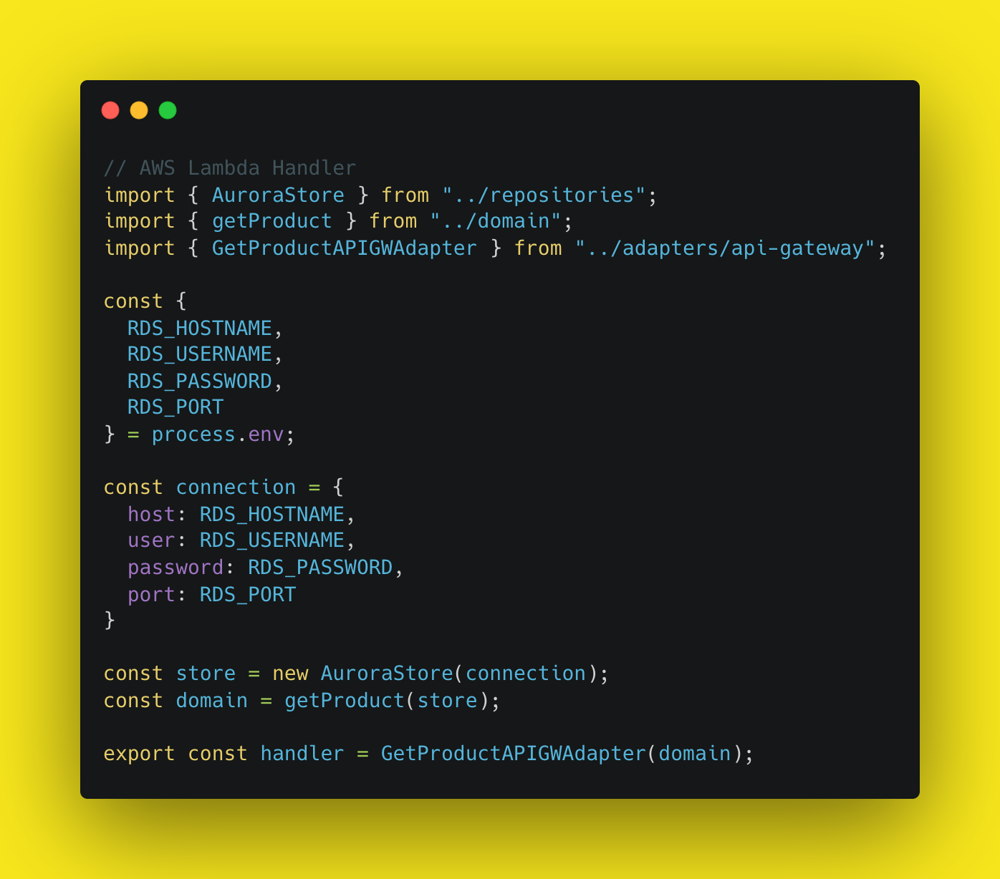 // AWS Lambda Handler
import { AuroraStore } from "../repositories";
import { getProduct } from "../domain";
import { GetProductAPIGWAdapter } from "../adapters/api-gateway";

const {
  RDS_HOSTNAME,
  RDS_USERNAME,
  RDS_PASSWORD,
  RDS_PORT
} = process.env;

const connection = {
  host: RDS_HOSTNAME,
  user: RDS_USERNAME,
  password: RDS_PASSWORD,
  port: RDS_PORT
}

const store = new AuroraStore(connection);
const domain = getProduct(store);

export const handler = GetProductAPIGWAdapter(domain);